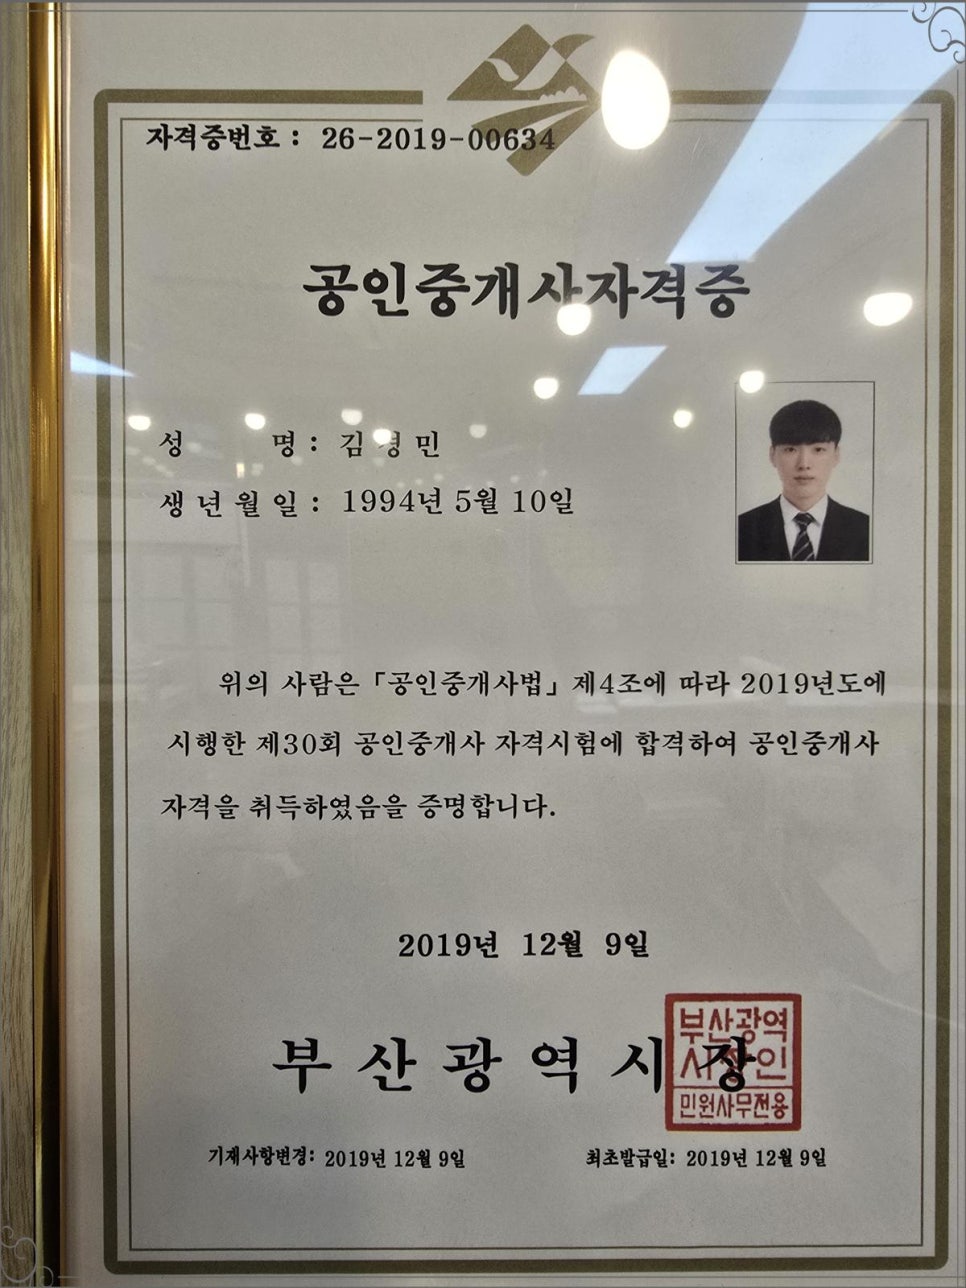 자격증번호 : 26-2019-00634
공인중개사자격증
성 명 : 김경민
생년월일 : 1994년 5월 10일
위의 사람은 「공인중개사법」 제4조에 따라 2019년도에
시행한 제30회 공인중개사 자격시험에 합격하여 공인중개사
자격을 취득하였음을 증명합니다.
2019년 12월 9일
부산광역시장
부산광역
시장인
민원사무전용
기재사항변경: 2019년 12월 9일
최초발급일: 2019년 12월 9일